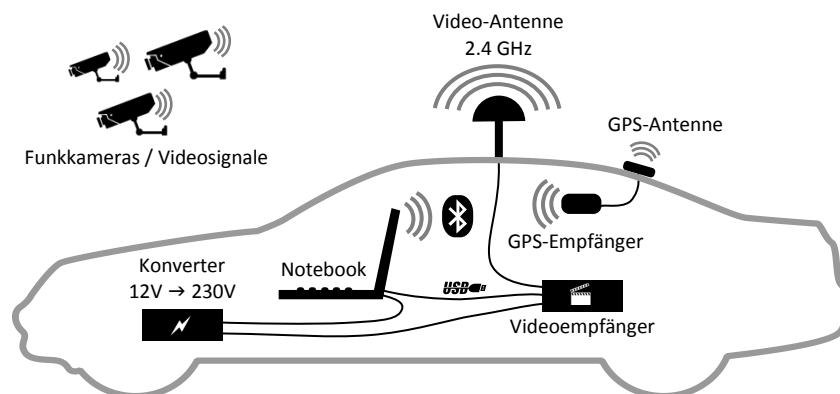 Video-Antenne
2.4 GHz
GPS-Antenne
Funkkameras / Videosignale
GPS-Empfänger
Konverter
12V → 230V
Notebook
USB
Videoempfänger